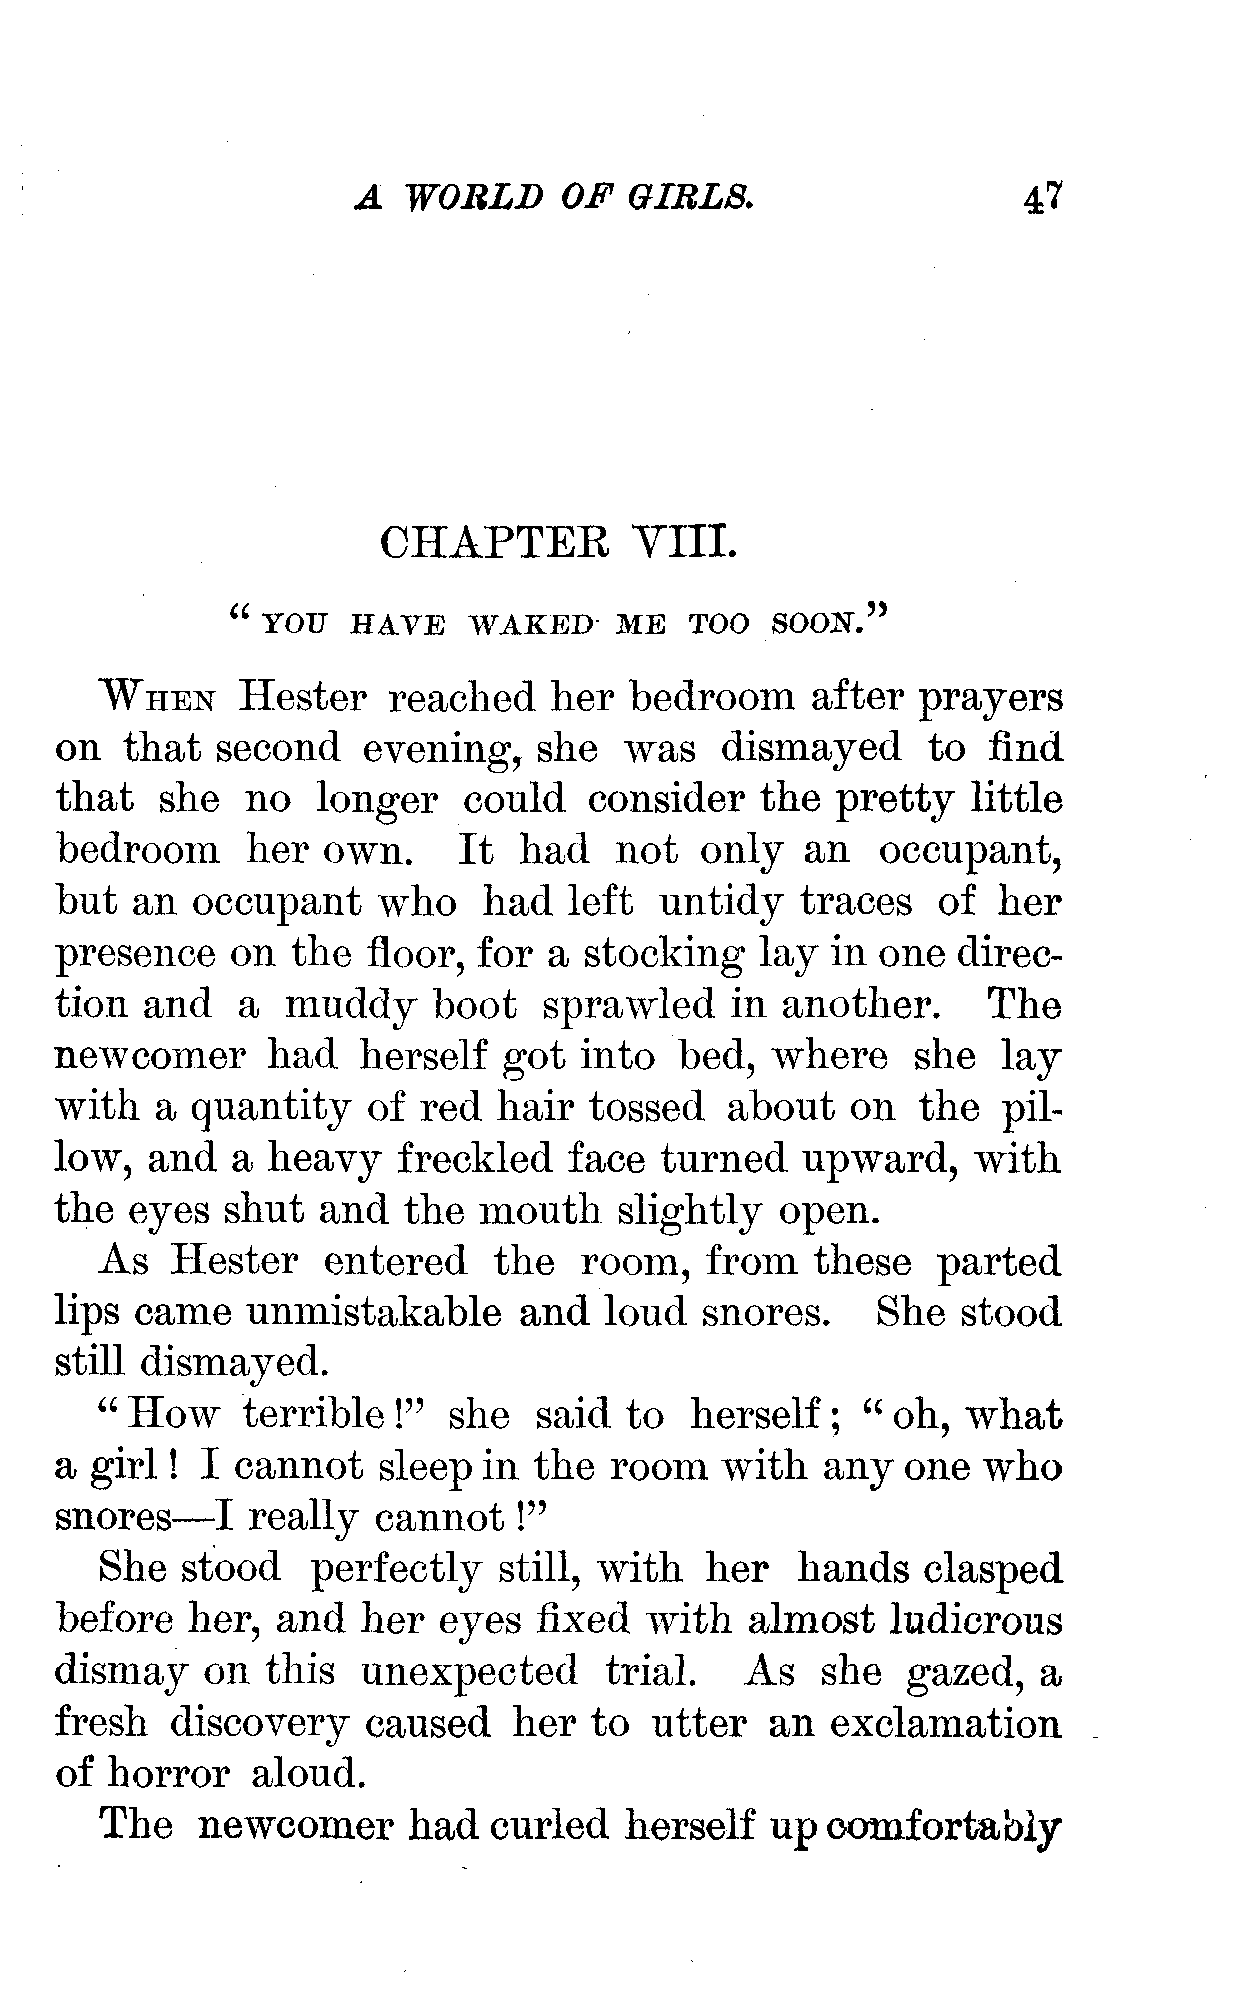 A WORLD OF GIRLS. 47
CHAPTER VIII.
"YOU HAVE WAKED ME TOO SOON."
WHEN Hester reached her bedroom after prayers
on that second evening, she was dismayed to find
that she no longer could consider the pretty little
bedroom her own. It had not only an occupant,
but an occupant who had left untidy traces of her
presence on the floor, for a stocking lay in one direc-
tion and a muddy boot sprawled in another. The
newcomer had herself got into bed, where she lay
with a quantity of red hair tossed about on the pil-
low, and a heavy freckled face turned upward, with
the eyes shut and the mouth slightly open.
As Hester entered the room, from these parted
lips came unmistakable and loud snores. She stood
still dismayed.
"How terrible!" she said to herself; "oh, what
a girl! I cannot sleep in the room with any one who
snores—I really cannot!"
She stood perfectly still, with her hands clasped
before her, and her eyes fixed with almost ludicrous
dismay on this unexpected trial. As she gazed, a
fresh discovery caused her to utter an exclamation
of horror aloud.
The newcomer had curled herself up comfortably